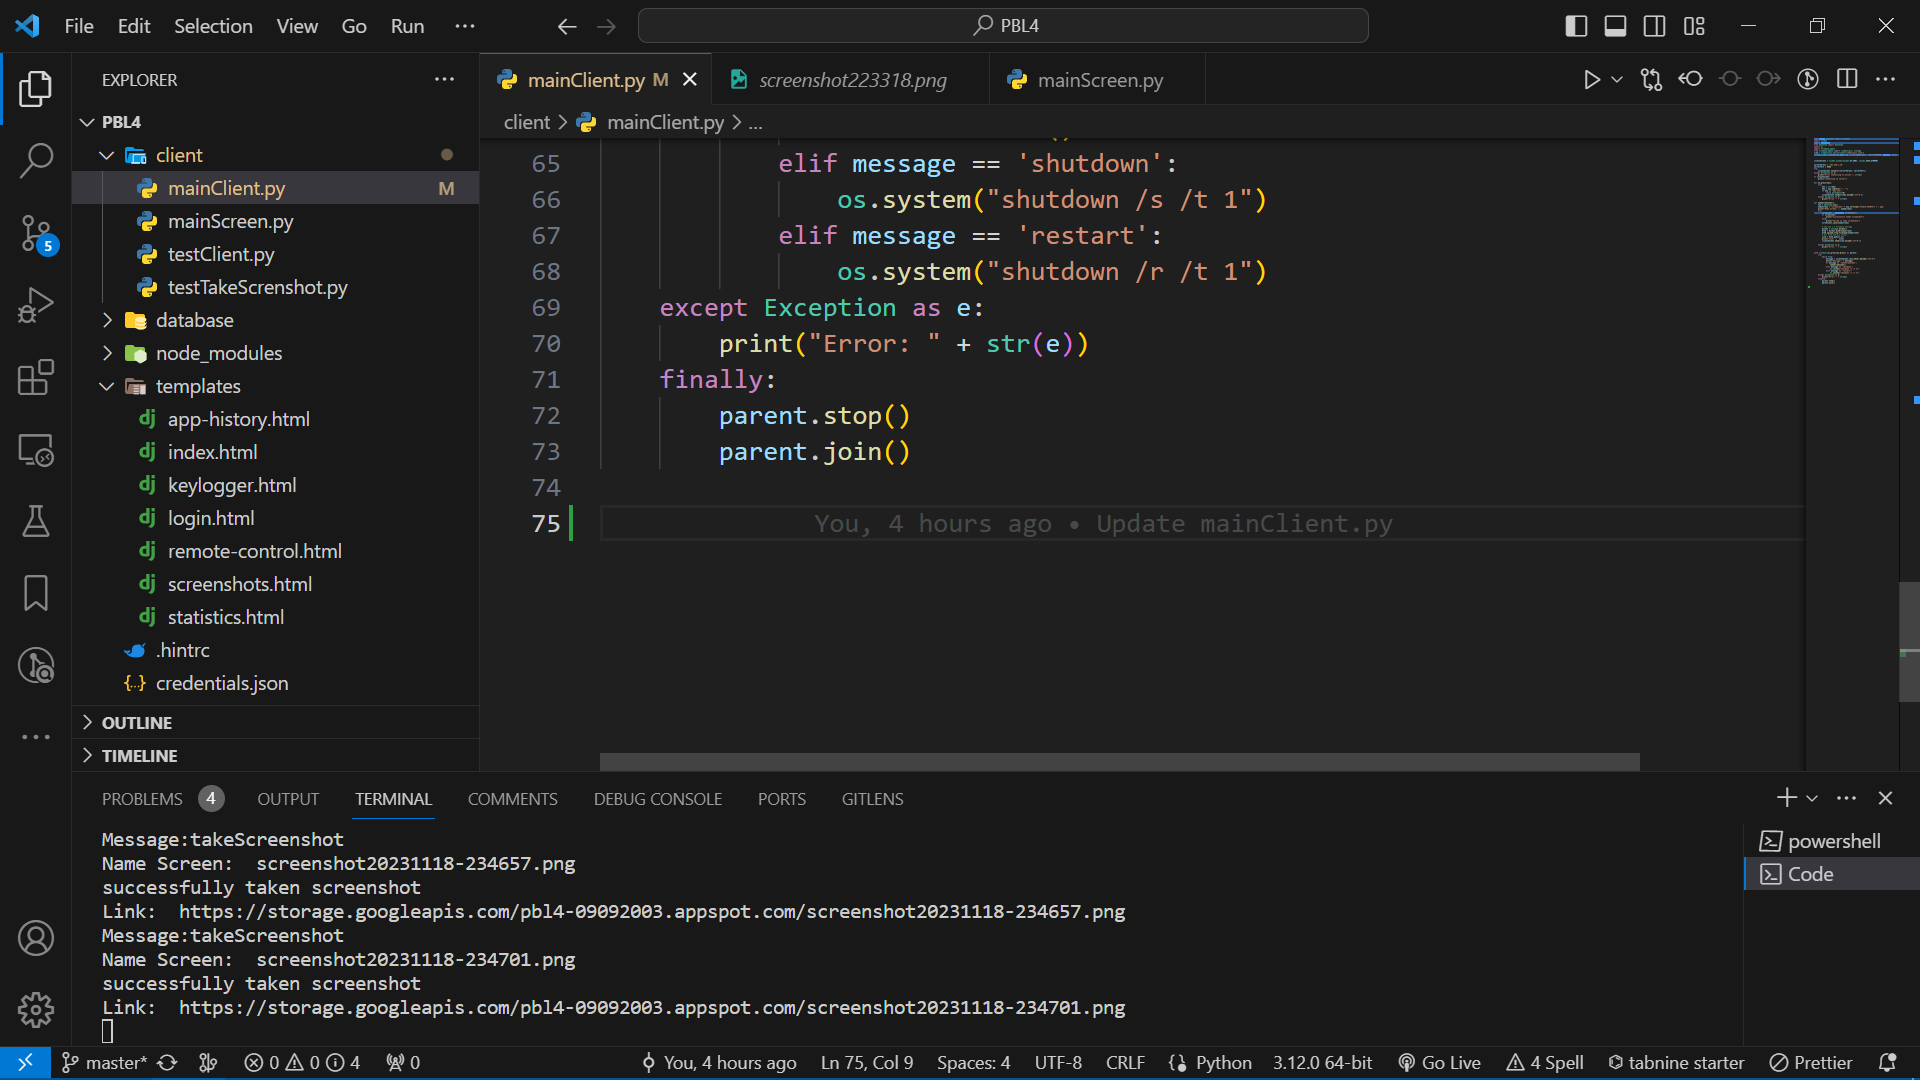 File Edit Selection View Go Run ···
PBL4
EXPLORER
mainClient.py M
screenshot223318.png
mainScreen.py
PBL4
client > mainClient.py > ...
client
mainClient.py M
mainScreen.py
testClient.py
testTakeScrenshot.py
database
node_modules
templates
app-history.html
index.html
keylogger.html
login.html
remote-control.html
screenshots.html
statistics.html
.hintrc
{..} credentials.json
OUTLINE
TIMELINE
5
65 elif message == 'shutdown':
66 os.system("shutdown /s /t 1")
67 elif message == 'restart':
68 os.system("shutdown /r /t 1")
69 except Exception as e:
70 print("Error: " + str(e))
71 finally:
72 parent.stop()
73 parent.join()
74
75 You, 4 hours ago • Update mainClient.py
PROBLEMS 4 OUTPUT TERMINAL COMMENTS DEBUG CONSOLE PORTS GITLENS
Message:takeScreenshot
Name Screen:  screenshot20231118-234657.png
successfully taken screenshot
Link:  https://storage.googleapis.com/pbl4-09092003.appspot.com/screenshot20231118-234657.png
Message:takeScreenshot
Name Screen:  screenshot20231118-234701.png
successfully taken screenshot
Link:  https://storage.googleapis.com/pbl4-09092003.appspot.com/screenshot20231118-234701.png
powershell
Code
master* 0 0 4 0 You, 4 hours ago Ln 75, Col 9 Spaces: 4 UTF-8 CRLF Python 3.12.0 64-bit Go Live 4 Spell tabnine starter Prettier